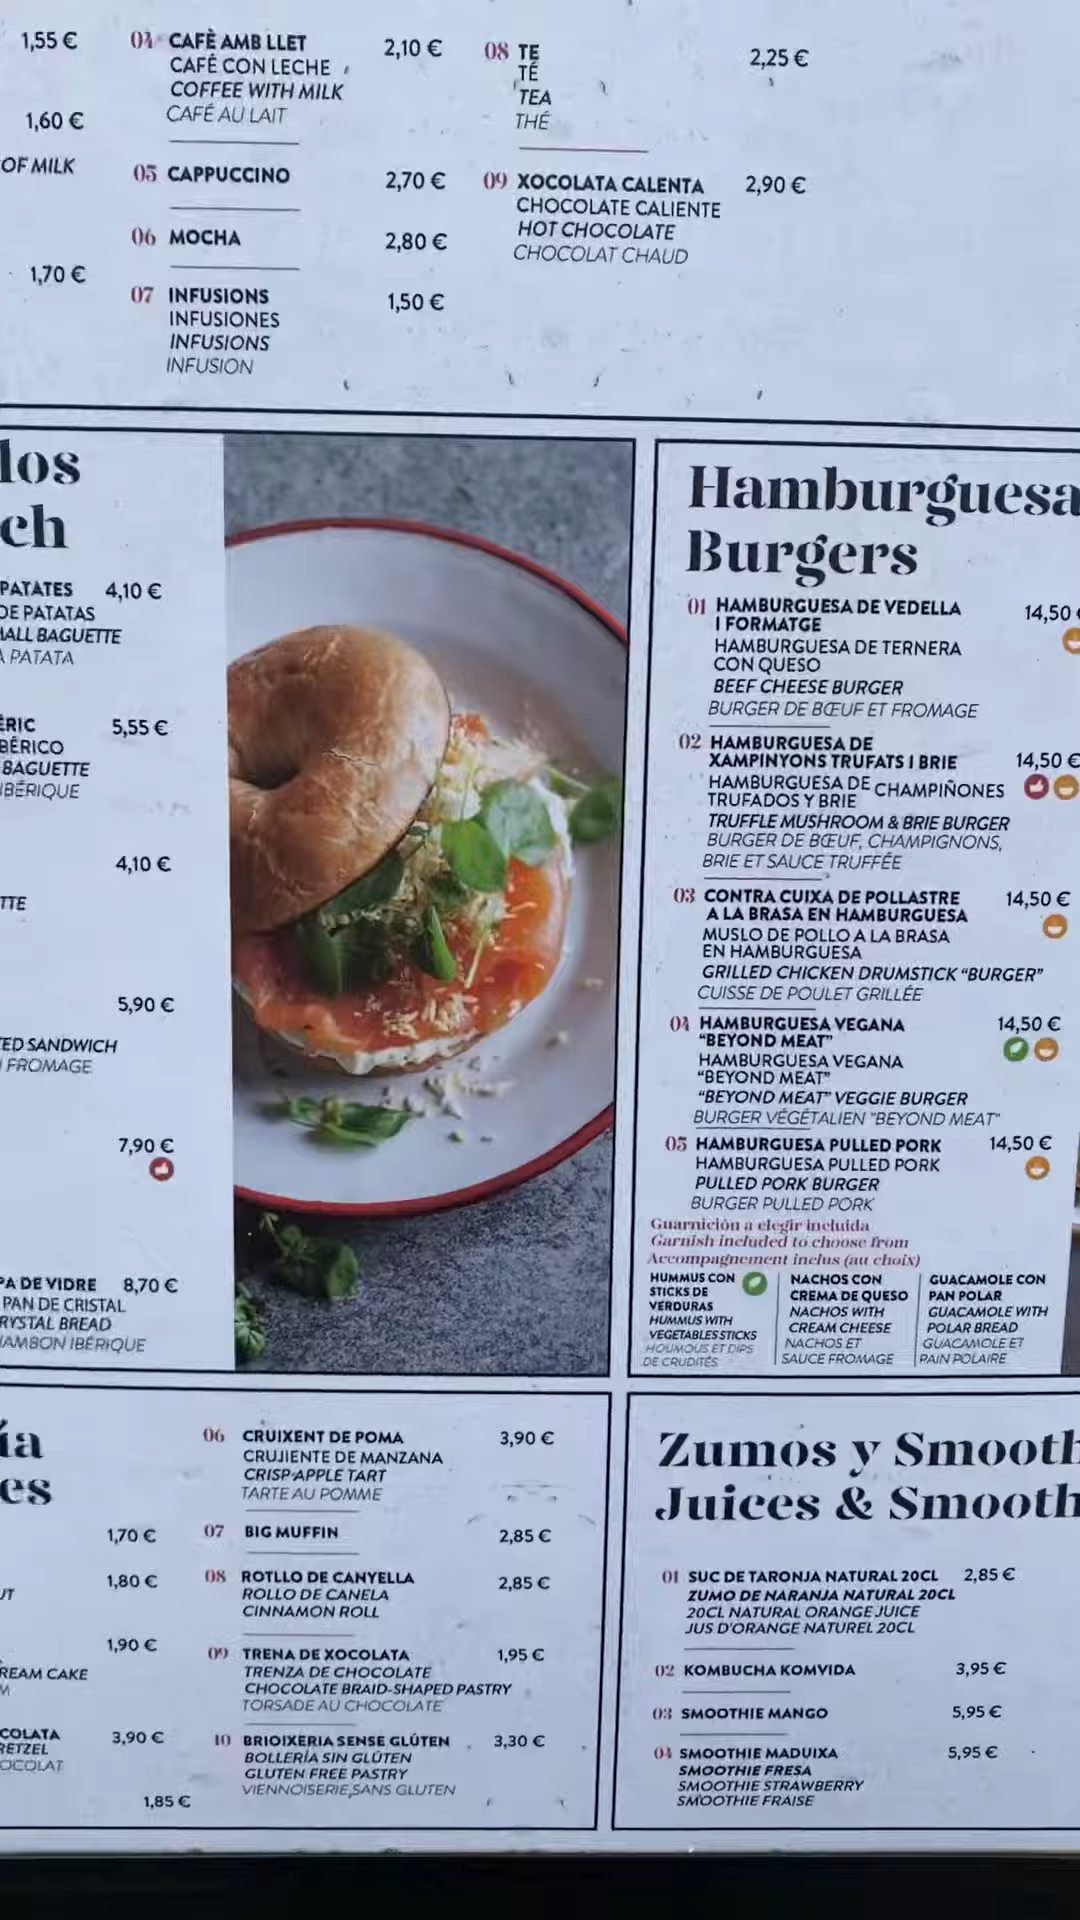 1,55 €
1,60 €
OF MILK
1,70 €
04 CAFÈ AMB LLET 2,10 €
CAFÉ CON LECHE
COFFEE WITH MILK
CAFÉ AU LAIT
05 CAPPUCCINO 2,70 €
06 MOCHA 2,80 €
07 INFUSIONS 1,50 €
INFUSIONES
INFUSIONS
INFUSION
08 TE 2,25 €
TÉ
TEA
THÉ
09 XOCOLATA CALENTA 2,90 €
CHOCOLATE CALIENTE
HOT CHOCOLATE
CHOCOLAT CHAUD
PATATES 4,10 €
DE PATATAS
BAGUETTE
PATATA
5,55 €
BAGUETTE
4,10 €
5,90 €
SANDWICH
FROMAGE
7,90 €
DE VIDRE 8,70 €
PAN DE CRISTAL
BREAD
IBÉRIQUE
Hamburguesa
Burgers
01 HAMBURGUESA DE VEDELLA 14,50
I FORMATGE
HAMBURGUESA DE TERNERA
CON QUESO
BEEF CHEESE BURGER
BURGER DE BŒUF ET FROMAGE
02 HAMBURGUESA DE
XAMPINYONS TRUFATS I BRIE 14,50 €
HAMBURGUESA DE CHAMPIÑONES
TRUFADOS Y BRIE
TRUFFLE MUSHROOM & BRIE BURGER
BURGER DE BŒUF, CHAMPIGNONS,
BRIE ET SAUCE TRUFFÉE
03 CONTRA CUIXA DE POLLASTRE 14,50 €
A LA BRASA EN HAMBURGUESA
MUSLO DE POLLO A LA BRASA
EN HAMBURGUESA
GRILLED CHICKEN DRUMSTICK "BURGER"
CUISSE DE POULET GRILLÉE
04 HAMBURGUESA VEGANA 14,50 €
"BEYOND MEAT"
HAMBURGUESA VEGANA
"BEYOND MEAT"
"BEYOND MEAT" VEGGIE BURGER
BURGER VÉGÉTALIEN "BEYOND MEAT"
05 HAMBURGUESA PULLED PORK 14,50 €
HAMBURGUESA PULLED PORK
PULLED PORK BURGER
BURGER PULLED PORK
Guarnición a elegir incluida
Garnish included to choose from
Accompagnement inclus (au choix)
HUMMUS CON
STICKS DE
VERDURAS
HUMMUS WITH
VEGETABLES STICKS
HOUMOUS ET DIPS
DE CRUDITÉS
NACHOS CON
CREMA DE QUESO
NACHOS WITH
CREAM CHEESE
NACHOS ET
SAUCE FROMAGE
GUACAMOLE CON
PAN POLAR
GUACAMOLE WITH
POLAR BREAD
GUACAMOLE ET
PAIN POLAIRE
1,70 €
1,80 €
1,90 €
CAKE
3,90 €
1,85 €
06 CRUIXENT DE POMA 3,90 €
CRUJIENTE DE MANZANA
CRISP APPLE TART
TARTE AU POMME
07 BIG MUFFIN 2,85 €
08 ROTLLO DE CANYELLA 2,85 €
ROLLO DE CANELA
CINNAMON ROLL
09 TRENA DE XOCOLATA 1,95 €
TRENZA DE CHOCOLATE
CHOCOLATE BRAID-SHAPED PASTRY
TORSADE AU CHOCOLATE
10 BRIOIXERIA SENSE GLÚTEN 3,30 €
BOLLERÍA SIN GLÚTEN
GLUTEN FREE PASTRY
VIENNOISERIE SANS GLUTEN
Zumos y Smooth
Juices & Smooth
01 SUC DE TARONJA NATURAL 20CL 2,85 €
ZUMO DE NARANJA NATURAL 20CL
20CL NATURAL ORANGE JUICE
JUS D'ORANGE NATUREL 20CL
02 KOMBUCHA KOMVIDA 3,95 €
03 SMOOTHIE MANGO 5,95 €
04 SMOOTHIE MADUIXA 5,95 €
SMOOTHIE FRESA
SMOOTHIE STRAWBERRY
SMOOTHIE FRAISE